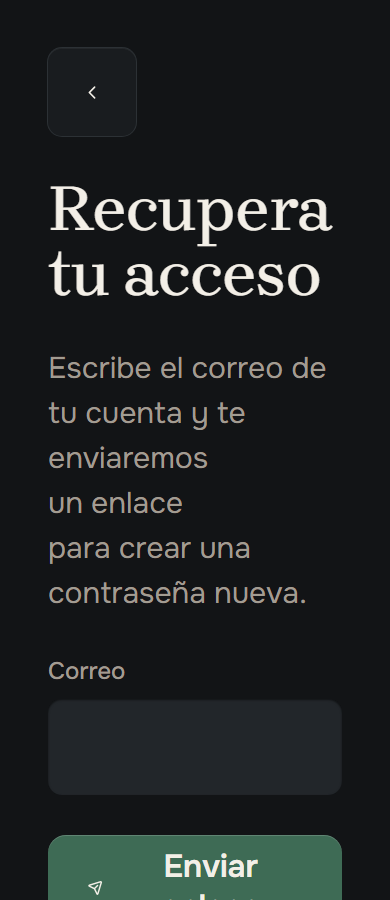 Recupera
tu acceso
Escribe el correo de
tu cuenta y te
enviaremos
un enlace
para crear una
contraseña nueva.
Correo
Enviar